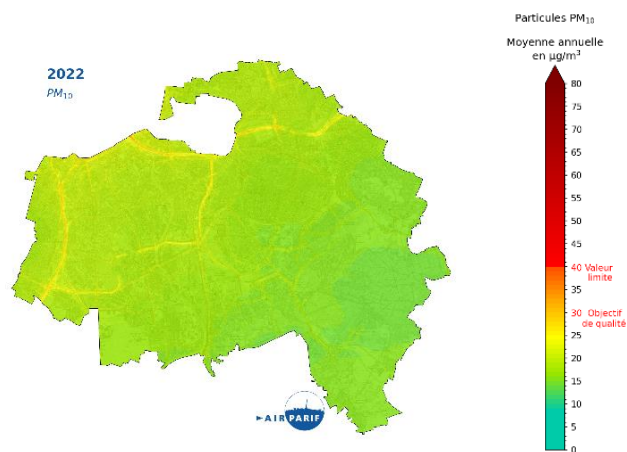 2022
PM₁₀
Particules PM₁₀
Moyenne annuelle
en µg/m³
80
75
70
65
60
55
50
45
40 Valeur
limite
35
30 Objectif
de qualité
25
20
15
10
5
0
AIRPARIF